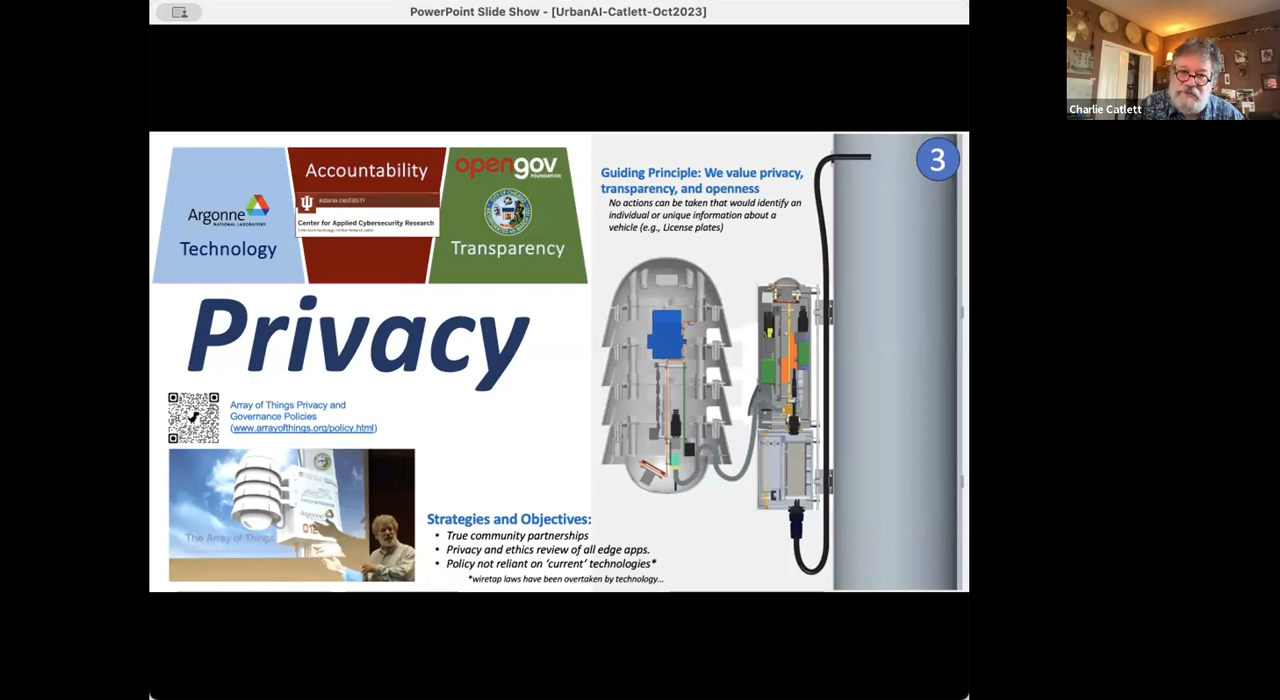 PowerPoint Slide Show - [UrbanAI-Catlett-Oct2023]
Charlie Catlett
Argonne
NATIONAL LABORATORY
Technology
Accountability
INDIANA UNIVERSITY
Center for Applied Cybersecurity Research
opengov
FOUNDATION
Transparency
Privacy
Array of Things Privacy and
Governance Policies
(www.arrayofthings.org/policy.html)
The Array of Things
Argonne
Strategies and Objectives:
• True community partnerships
• Privacy and ethics review of all edge apps.
• Policy not reliant on ‘current’ technologies*
*wiretap laws have been overtaken by technology…
Guiding Principle: We value privacy,
transparency, and openness
No actions can be taken that would identify an
individual or unique information about a
vehicle (e.g., License plates)
3